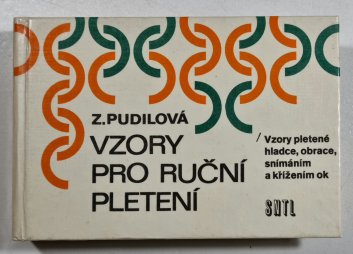 Z.PUDILOVÁ
VZORY
PRO RUČNÍ
PLETENÍ
/ Vzory pletené
hladce, obrace,
snímáním
a křížením ok
SNTL